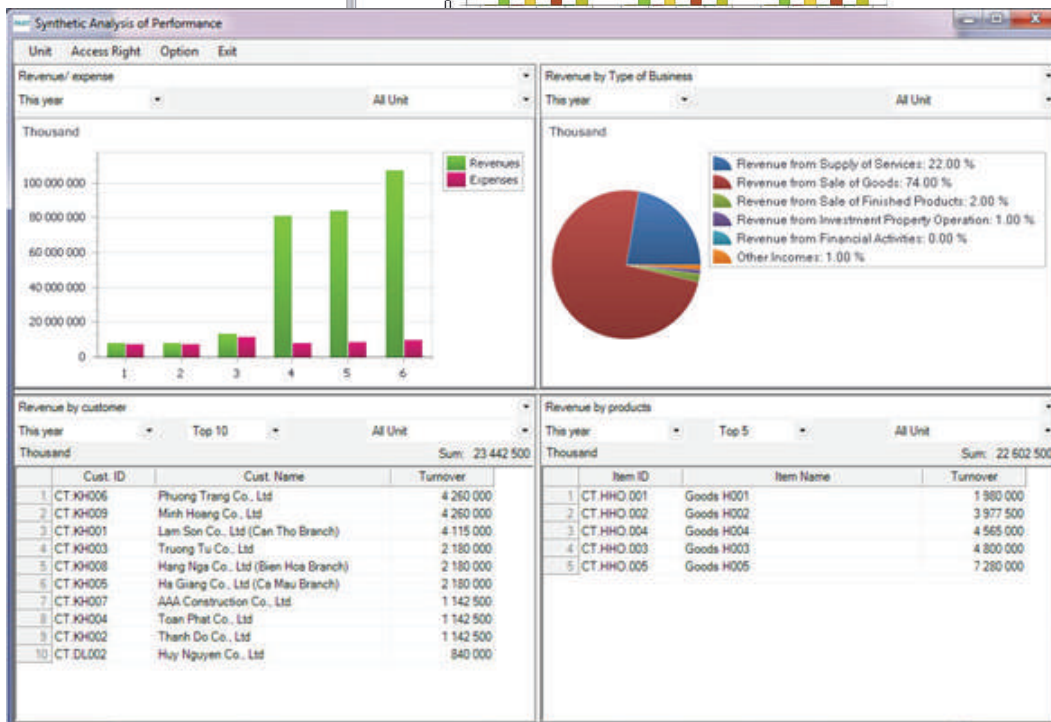 0
Synthetic Analysis of Performance
Unit Access Right Option Exit
Revenue/ expense
This year All Unit
Thousand
Revenues
Expenses
100 000 000
80 000 000
60 000 000
40 000 000
20 000 000
0
1 2 3 4 5 6
Revenue by Type of Business
This year All Unit
Thousand
Revenue from Supply of Services: 22.00 %
Revenue from Sale of Goods: 74.00 %
Revenue from Sale of Finished Products: 2.00 %
Revenue from Investment Property Operation: 1.00 %
Revenue from Financial Activities: 0.00 %
Other Incomes: 1.00 %
Revenue by customer
This year Top 10 All Unit
Thousand Sum: 23 442 500
Cust. ID Cust. Name Turnover
1 CT.KH006 Phuong Trang Co., Ltd 4 260 000
2 CT.KH009 Minh Hoang Co., Ltd 4 260 000
3 CT.KH001 Lam Son Co., Ltd (Can Tho Branch) 4 115 000
4 CT.KH003 Truong Tu Co., Ltd 2 180 000
5 CT.KH008 Hang Nga Co., Ltd (Bien Hoa Branch) 2 180 000
6 CT.KH005 Ha Giang Co., Ltd (Ca Mau Branch) 2 180 000
7 CT.KH007 AAA Construction Co., Ltd 1 142 500
8 CT.KH004 Toan Phat Co., Ltd 1 142 500
9 CT.KH002 Thanh Do Co., Ltd 1 142 500
10 CT.DL002 Huy Nguyen Co., Ltd 840 000
Revenue by products
This year Top 5 All Unit
Thousand Sum: 22 602 500
Item ID Item Name Turnover
1 CT.HHO.001 Goods H001 1 980 000
2 CT.HHO.002 Goods H002 3 977 500
3 CT.HHO.004 Goods H004 4 565 000
4 CT.HHO.003 Goods H003 4 800 000
5 CT.HHO.005 Goods H005 7 280 000